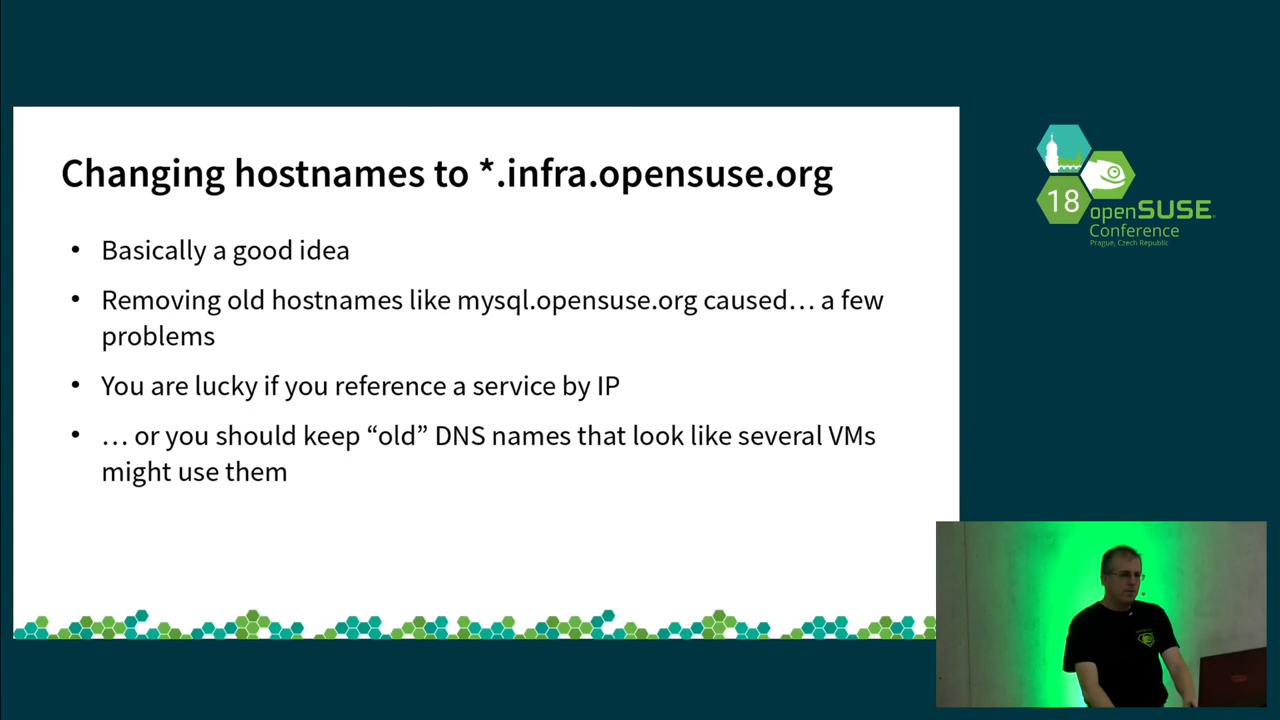 Changing hostnames to *.infra.opensuse.org
• Basically a good idea
• Removing old hostnames like mysql.opensuse.org caused… a few
problems
• You are lucky if you reference a service by IP
• … or you should keep “old” DNS names that look like several VMs
might use them
18
openSUSE
Conference
Prague, Czech Republic